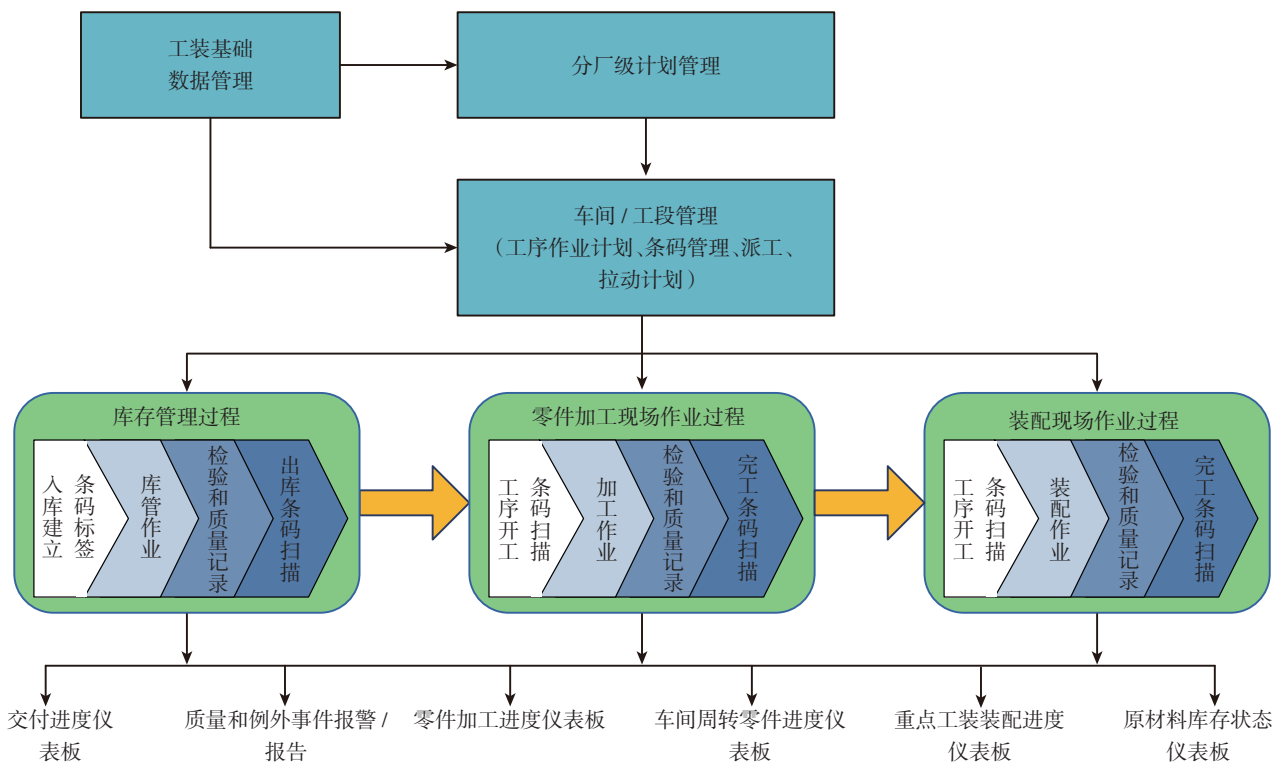 工装基础
数据管理
分厂级计划管理
车间 / 工段管理
（工序作业计划、条码管理、派工、
拉动计划）
库存管理过程
入库建立
条码标签
库管作业
检验和质量记录
出库条码扫描
零件加工现场作业过程
工序开工
条码扫描
加工作业
检验和质量记录
完工条码扫描
装配现场作业过程
工序开工
条码扫描
装配作业
检验和质量记录
完工条码扫描
交付进度仪
表板
质量和例外事件报警 /
报告
零件加工进度仪表板
车间周转零件进度仪
表板
重点工装装配进度
仪表板
原材料库存状态
仪表板